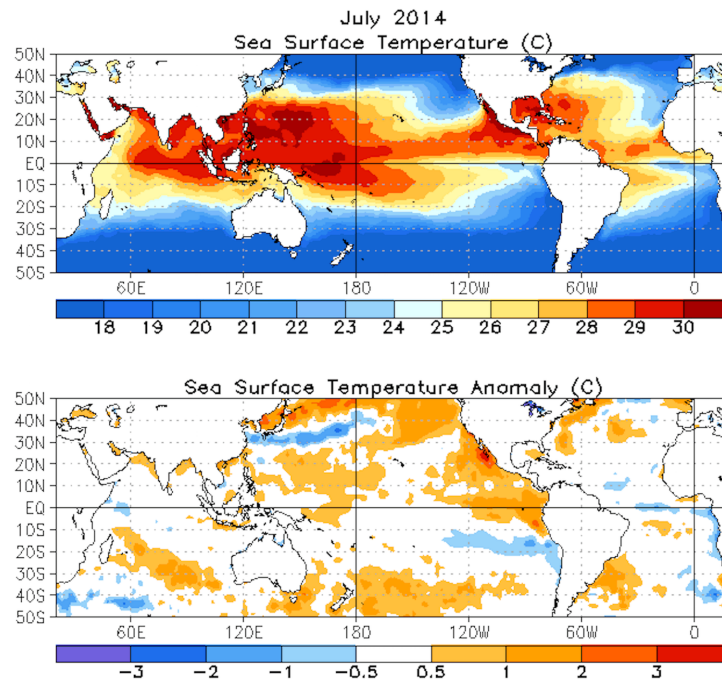 July 2014
Sea Surface Temperature (C)
50N
40N
30N
20N
10N
EQ
10S
20S
30S
40S
50S
60E 120E 180 120W 60W 0
18 19 20 21 22 23 24 25 26 27 28 29 30
Sea Surface Temperature Anomaly (C)
50N
40N
30N
20N
10N
EQ
10S
20S
30S
40S
50S
60E 120E 180 120W 60W 0
-3 -2 -1 -0.5 0.5 1 2 3